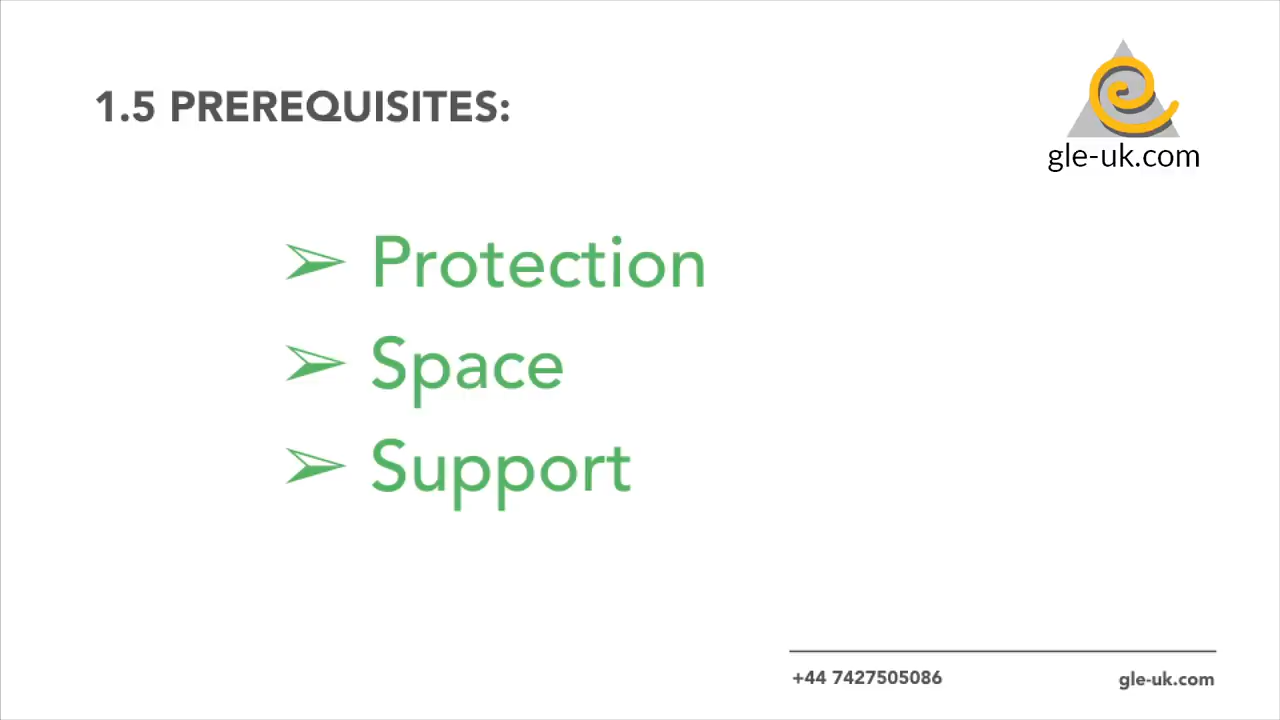 1.5 PREREQUISITES:
gle-uk.com
➢ Protection
➢ Space
➢ Support
+44 7427505086
gle-uk.com